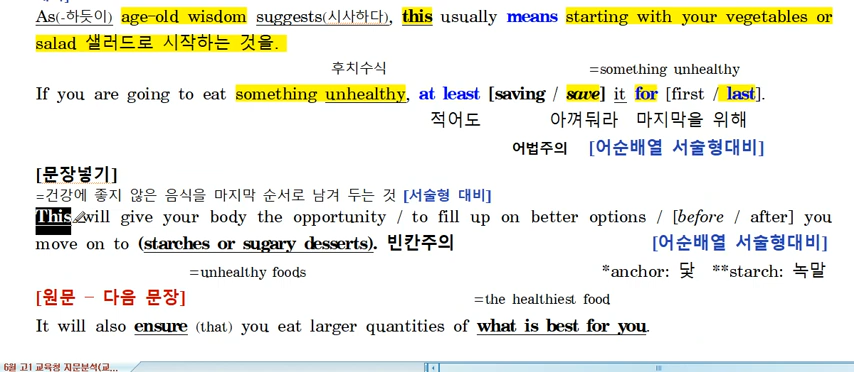 As(-하듯이) age-old wisdom suggests(시사하다), this usually means starting with your vegetables or
salad 샐러드로 시작하는 것을.
후치수식 =something unhealthy
If you are going to eat something unhealthy, at least [saving / save] it for [first / last].
적어도 아껴둬라 마지막을 위해
어법주의 [어순배열 서술형대비]
[문장넣기]
=건강에 좋지 않은 음식을 마지막 순서로 남겨 두는 것 [서술형 대비]
This will give your body the opportunity / to fill up on better options / [before / after] you
move on to (starches or sugary desserts). 빈칸주의 [어순배열 서술형대비]
=unhealthy foods *anchor: 닻 **starch: 녹말
[원문 - 다음 문장] =the healthiest food
It will also ensure (that) you eat larger quantities of what is best for you.
6월 고1 교육청 지문분석(교...